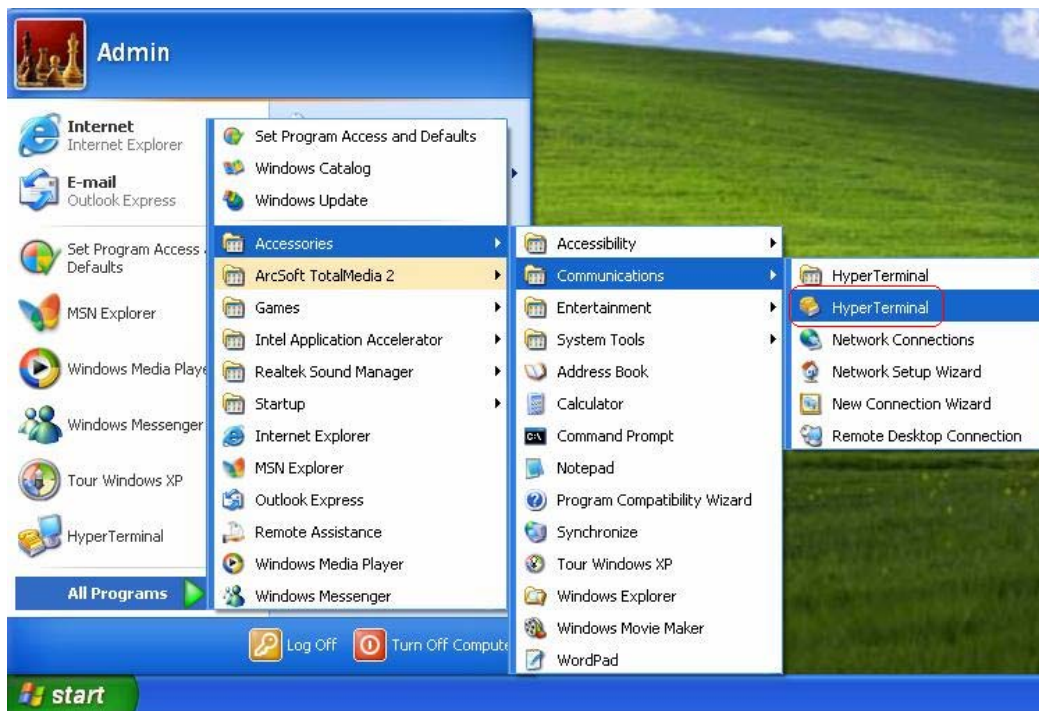 Admin
Internet
Internet Explorer
E-mail
Outlook Express
Set Program Access
Defaults
MSN Explorer
Windows Media Playe
Windows Messenger
Tour Windows XP
HyperTerminal
All Programs
Set Program Access and Defaults
Windows Catalog
Windows Update
Accessories
ArcSoft TotalMedia 2
Games
Intel Application Accelerator
Realtek Sound Manager
Startup
Internet Explorer
MSN Explorer
Outlook Express
Remote Assistance
Windows Media Player
Windows Messenger
Accessibility
Communications
Entertainment
System Tools
Address Book
Calculator
Command Prompt
Notepad
Program Compatibility Wizard
Synchronize
Tour Windows XP
Windows Explorer
Windows Movie Maker
WordPad
HyperTerminal
HyperTerminal
Network Connections
Network Setup Wizard
New Connection Wizard
Remote Desktop Connection
Log Off
Turn Off Compute
start